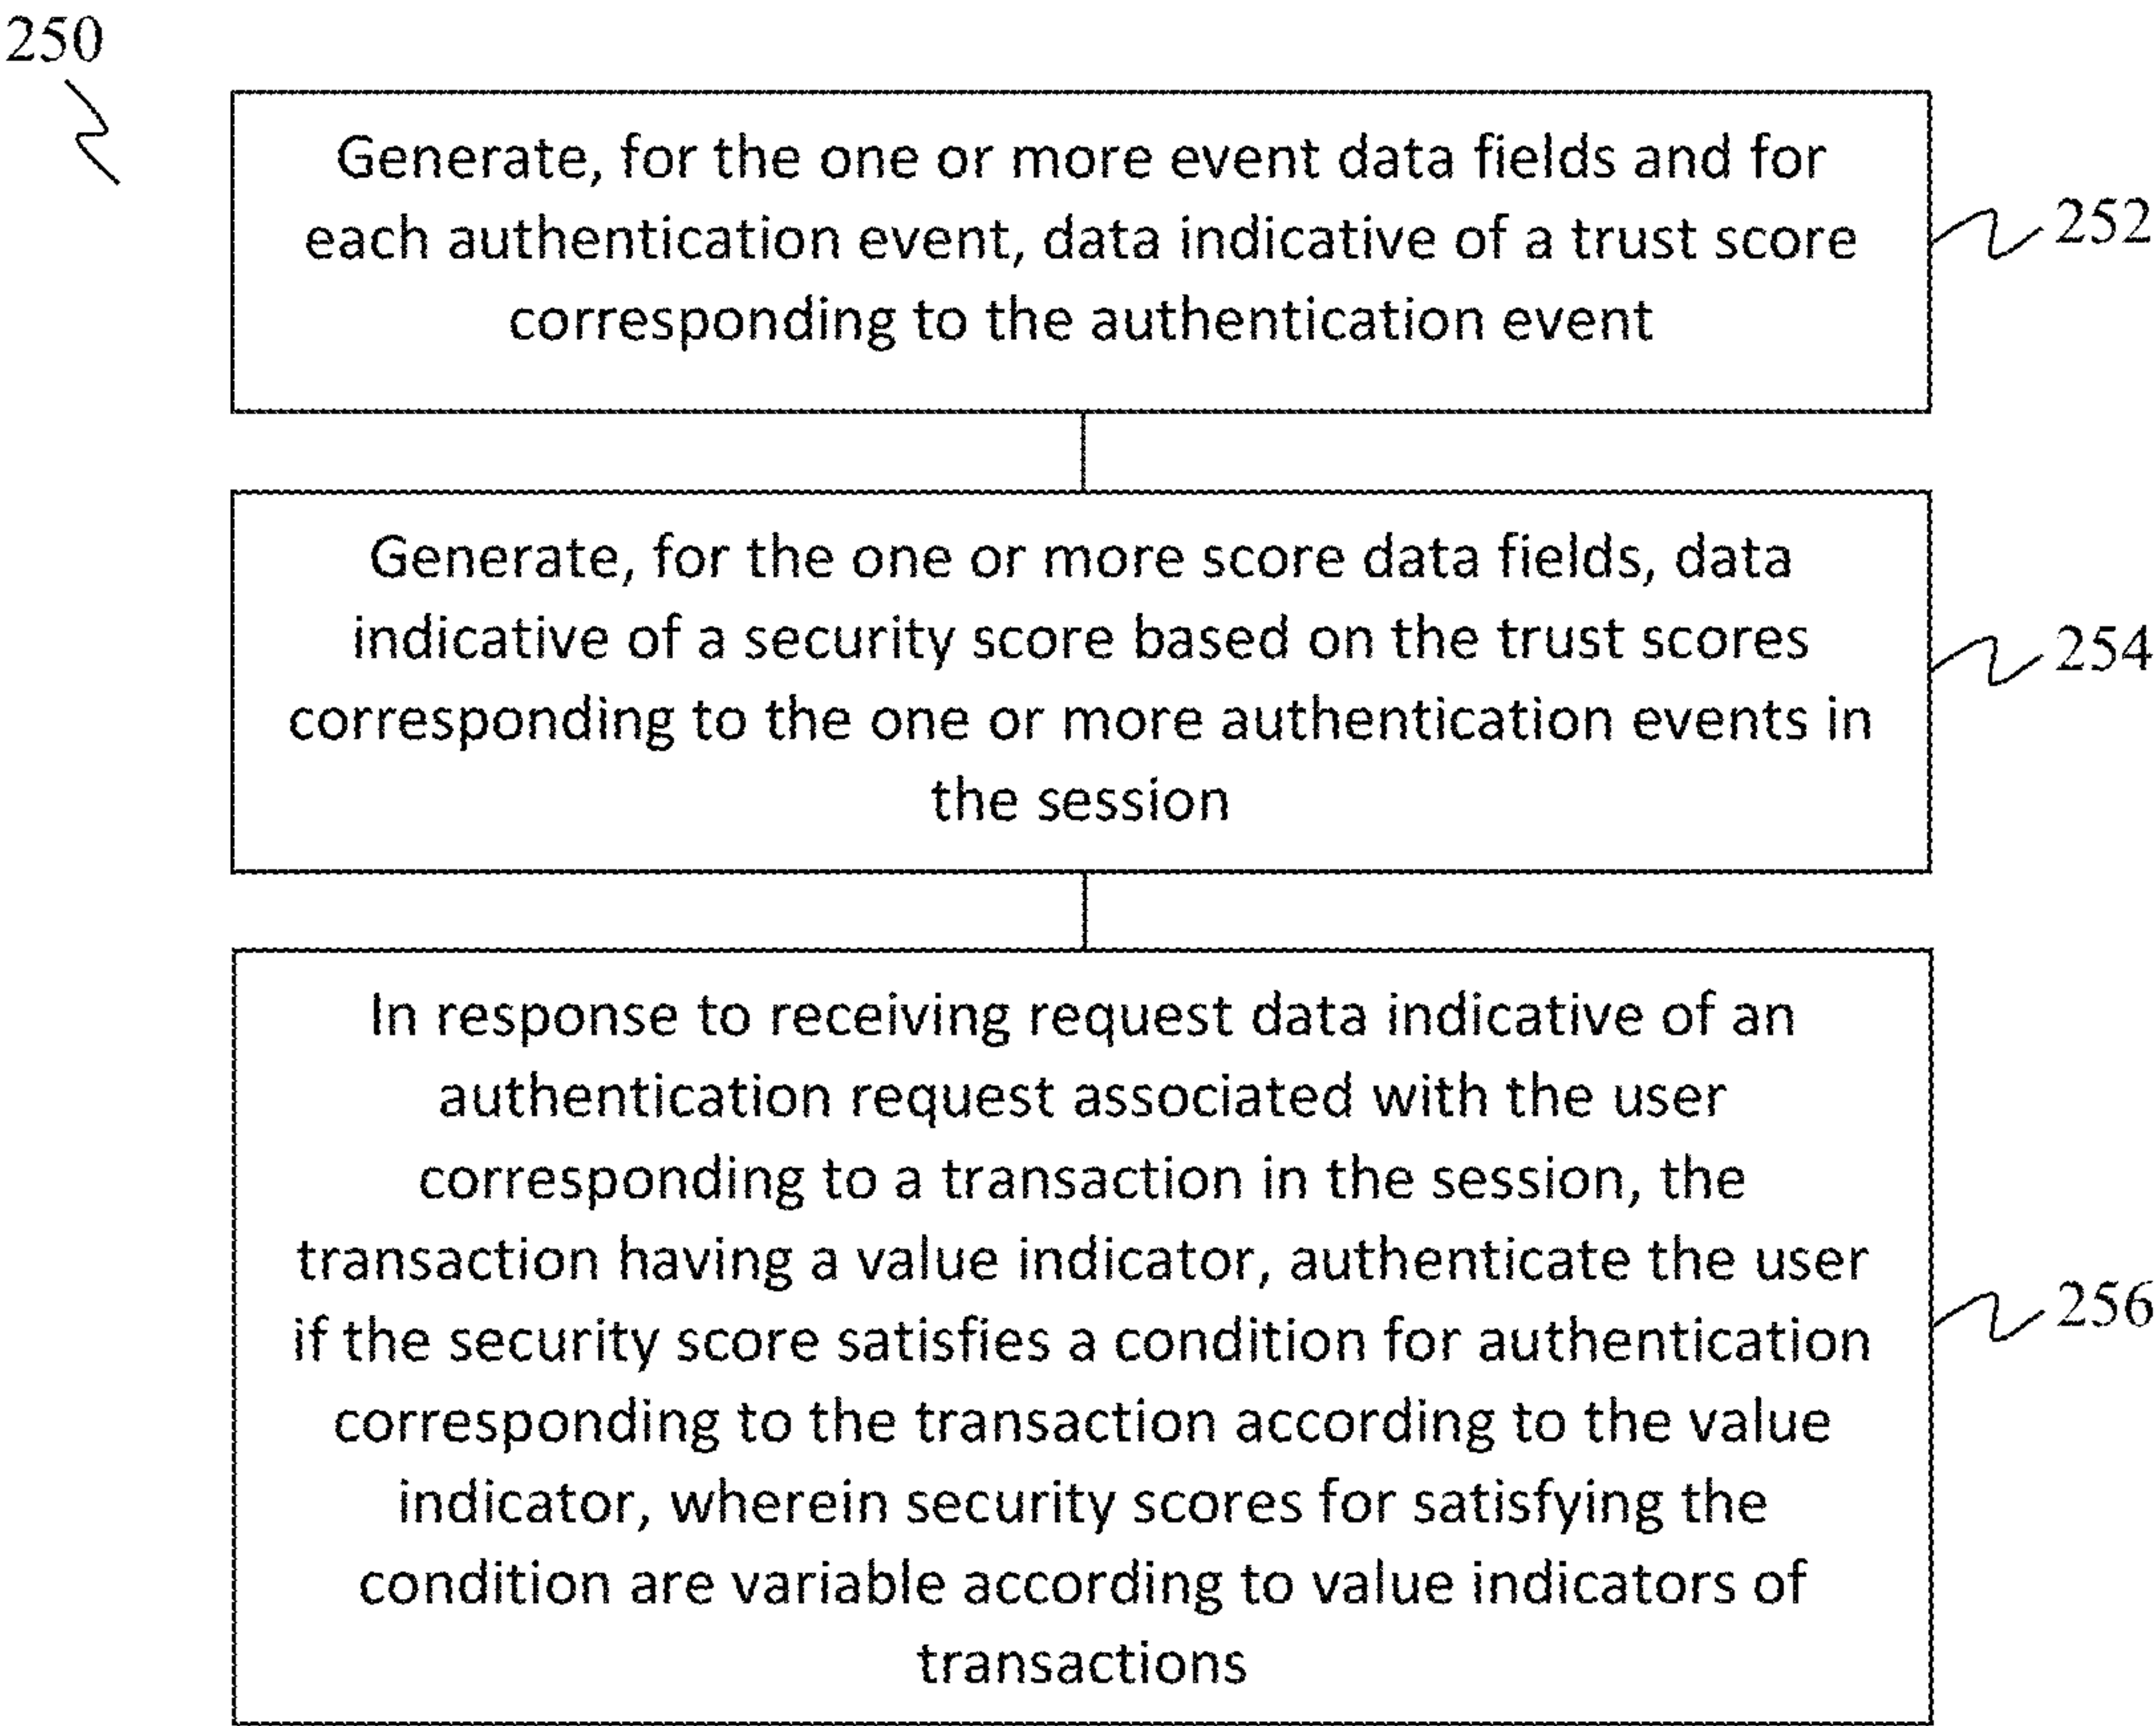 250
Generate, for the one or more event data fields and for
each authentication event, data indicative of a trust score
corresponding to the authentication event
252
Generate, for the one or more score data fields, data
indicative of a security score based on the trust scores
corresponding to the one or more authentication events in
the session
254
In response to receiving request data indicative of an
authentication request associated with the user
corresponding to a transaction in the session, the
transaction having a value indicator, authenticate the user
if the security score satisfies a condition for authentication
corresponding to the transaction according to the value
indicator, wherein security scores for satisfying the
condition are variable according to value indicators of
transactions
256